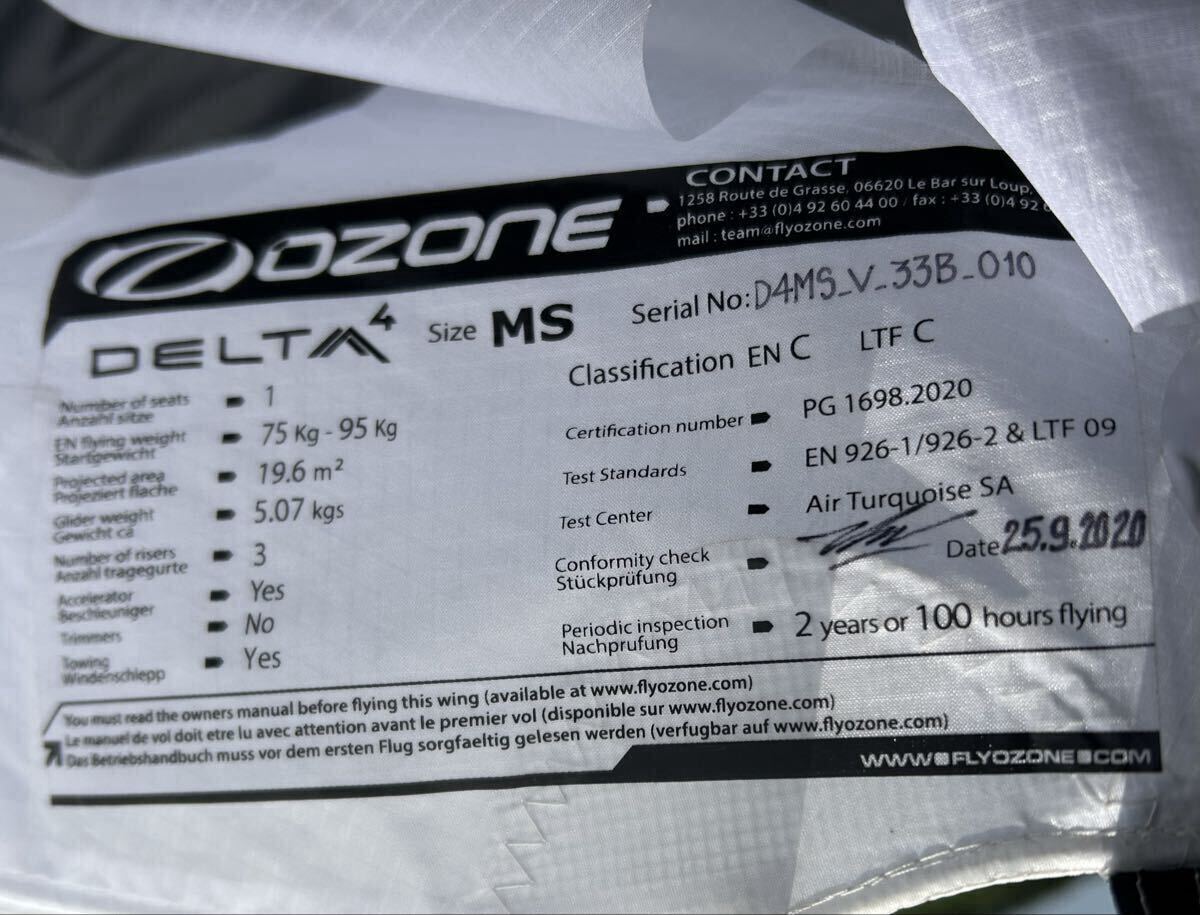 OZONE
CONTACT
1258 Route de Grasse, 06620 Le Bar sur Loup,
phone : +33 (0)4 92 60 44 00 / fax : +33 (0)4 92
mail : team@flyozone.com
DELTA 4 Size MS Serial No: D4MS_V_33B_010
Classification EN C LTF C
Number of seats 1
Anzahl sitze
EN flying weight 75 Kg - 95 Kg
Startgewicht
Projected area 19.6 m²
Projeziert flache
Glider weight 5.07 kgs
Gewicht ca
Number of risers 3
Anzahl tragegurte
Accelerator Yes
Beschleuniger
Trimmers No
Towing Yes
Windenschlepp
Certification number PG 1698.2020
Test Standards EN 926-1/926-2 & LTF 09
Test Center Air Turquoise SA
Conformity check Date 25.9.2020
Stückprüfung
Periodic inspection 2 years or 100 hours flying
Nachprüfung
You must read the owners manual before flying this wing (available at www.flyozone.com)
Le manuel de vol doit etre lu avec attention avant le premier vol (disponible sur www.flyozone.com)
Das Betriebshandbuch muss vor dem ersten Flug sorgfaeltig gelesen werden (verfugbar auf www.flyozone.com)
WWW.FLYOZONE.COM